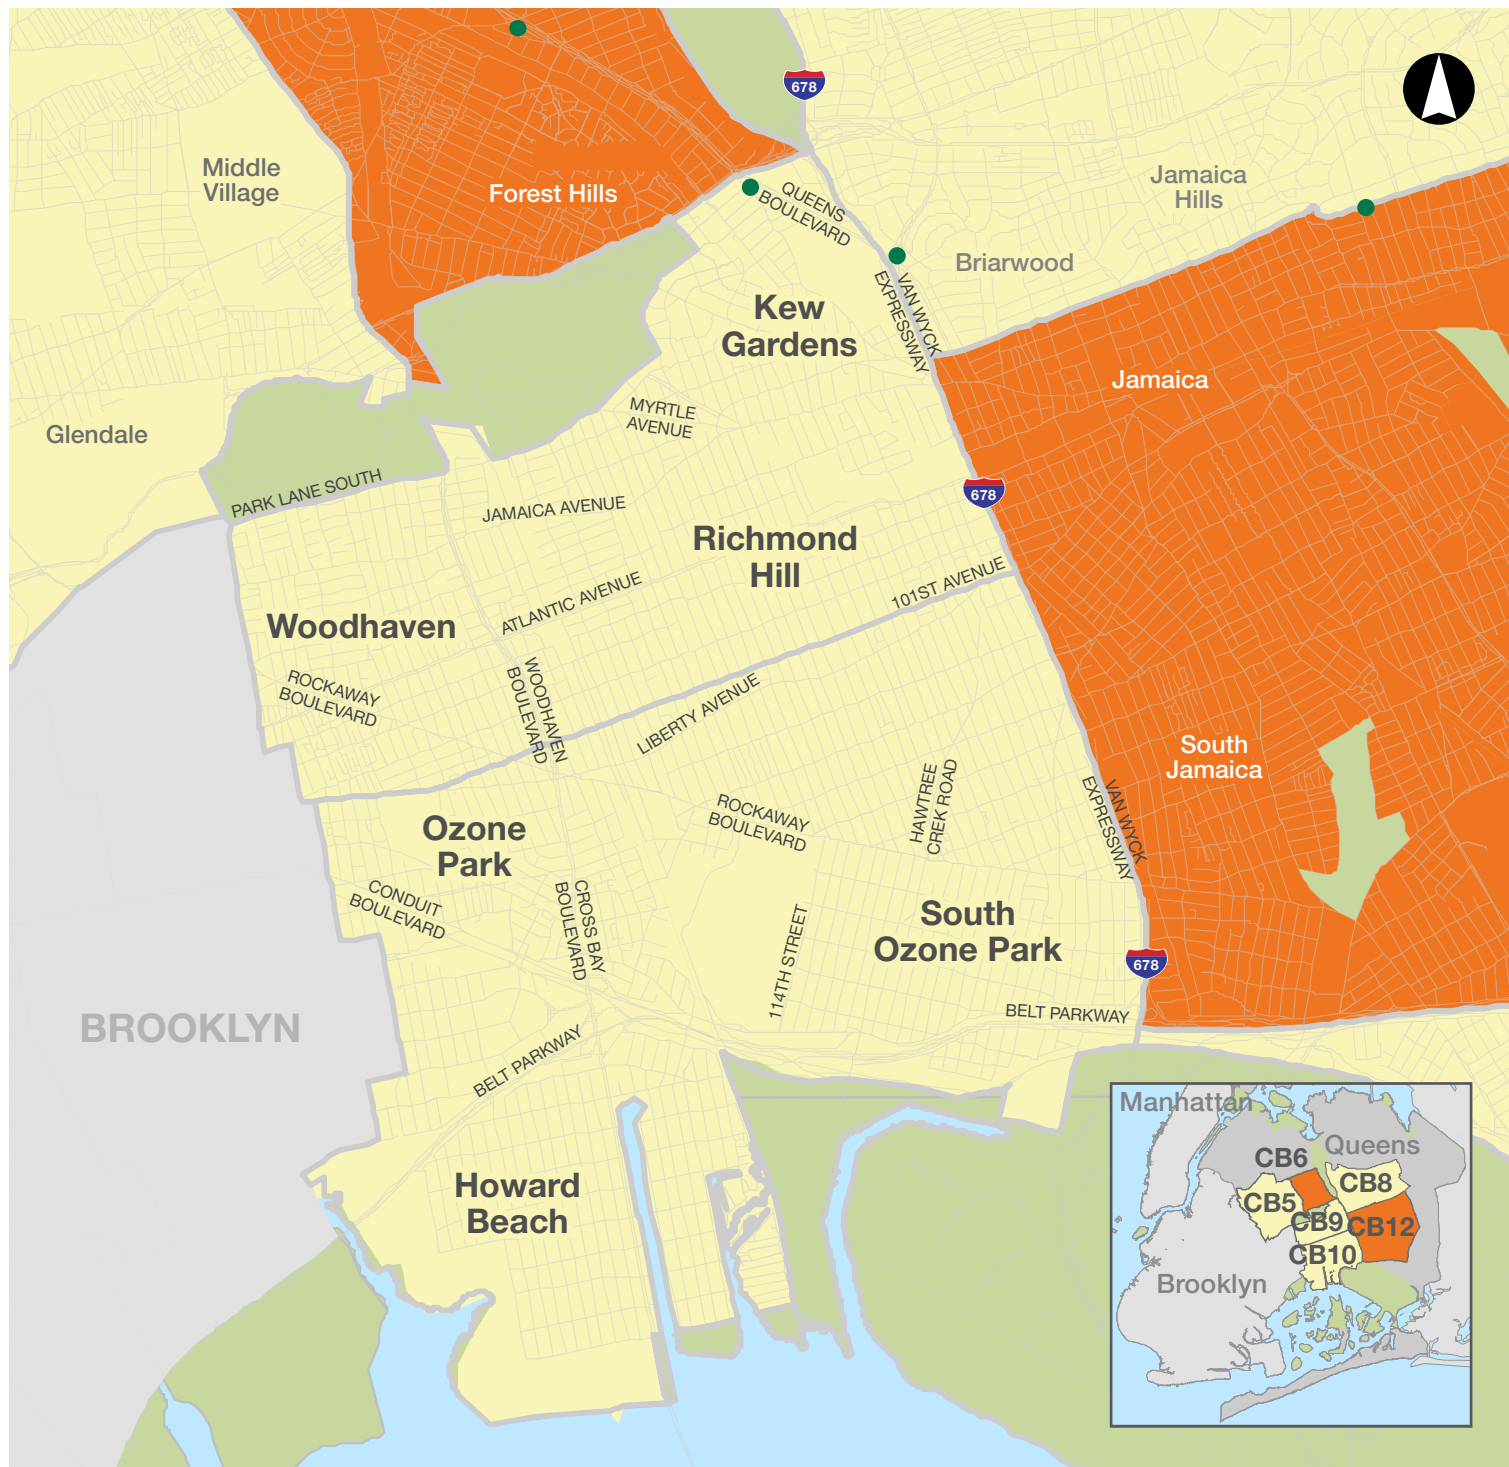 678
Middle
Village
Forest Hills
QUEENS
BOULEVARD
Jamaica
Hills
Briarwood
Kew
Gardens
VAN WYCK
EXPRESSWAY
Jamaica
MYRTLE
AVENUE
Glendale
PARK LANE SOUTH
JAMAICA AVENUE
678
Richmond
Hill
ATLANTIC AVENUE
101ST AVENUE
Woodhaven
ROCKAWAY
BOULEVARD
WOODHAVEN
BOULEVARD
LIBERTY AVENUE
South
Jamaica
HAWTREE
CREK ROAD
VAN WYCK
EXPRESSWAY
ROCKAWAY
BOULEVARD
Ozone
Park
CONDUIT
BOULEVARD
CROSS BAY
BOULEVARD
114TH STREET
South
Ozone Park
678
BELT PARKWAY
BROOKLYN
BELT PARKWAY
Howard
Beach
Manhattan
Queens
CB6
CB8
CB5
CB9
CB12
CB10
Brooklyn